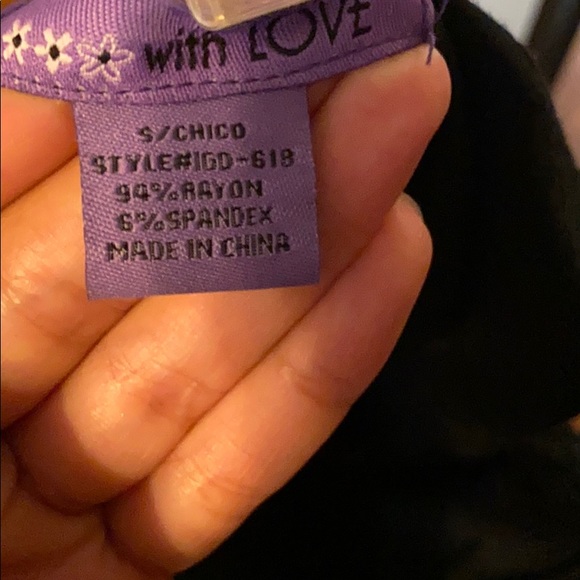 with LOVE
S/CHICO
STYLE#IGD-618
94%RAYON
6%SPANDEX
MADE IN CHINA